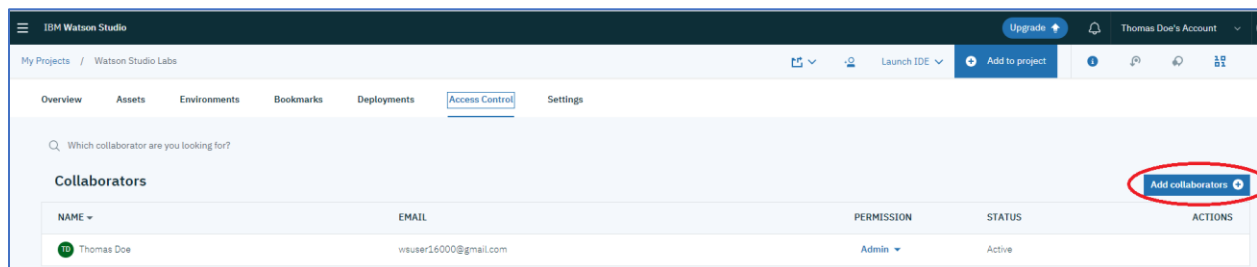 IBM Watson Studio Upgrade Thomas Doe's Account
My Projects / Watson Studio Labs Launch IDE Add to project
Overview Assets Environments Bookmarks Deployments Access Control Settings
Which collaborator are you looking for?
Collaborators Add collaborators
NAME EMAIL PERMISSION STATUS ACTIONS
TD Thomas Doe wsuser16000@gmail.com Admin Active